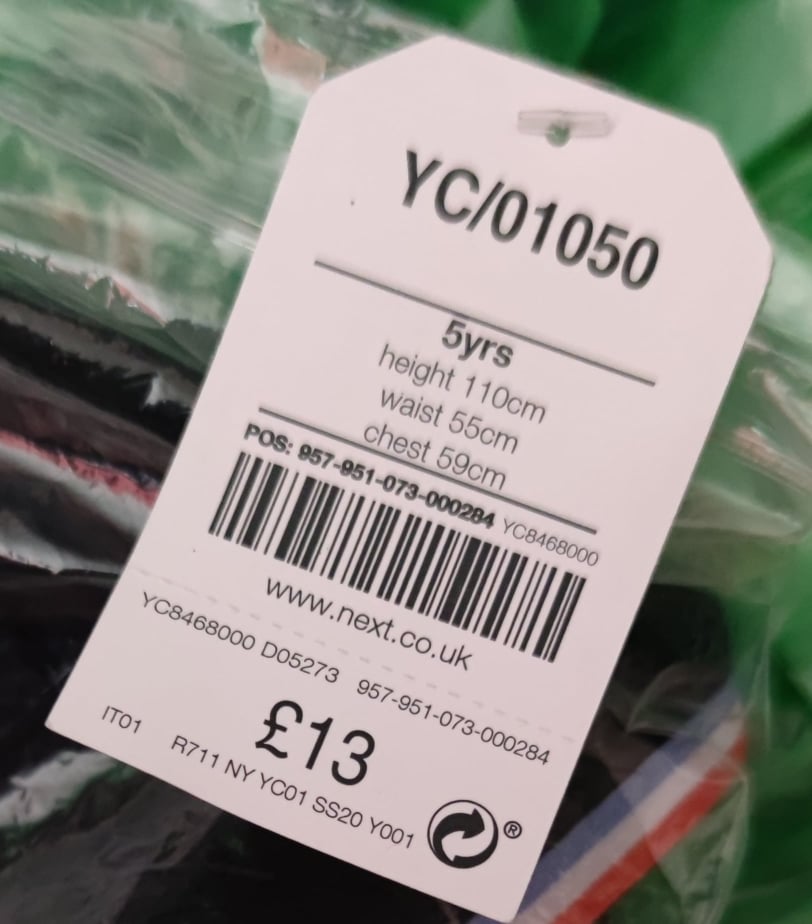 YC/01050
5yrs
height 110cm
waist 55cm
chest 59cm
POS: 957-951-073-000284 YC8468000
www.next.co.uk
YC8468000 D05273 957-951-073-000284
£13
IT01 R711 NY YC01 SS20 Y001 ®